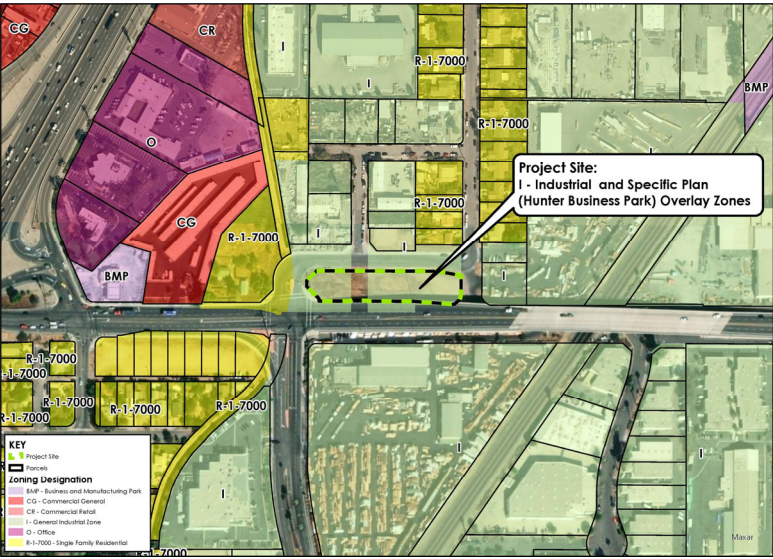 CG
CR
I
I
R-1-7000
BMP
R-1-7000
O
I
Project Site:
I - Industrial and Specific Plan
(Hunter Business Park) Overlay Zones
R-1-7000
CG
R-1-7000
I
I
I
BMP
R-1-7000
R-1-7000
R-1-7000
R-1-7000
R-1-7000
R-1-7000
I
I
I
KEY
Project Site
Parcels
Zoning Designation
BMP - Business and Manufacturing Park
CG - Commercial General
CR - Commercial Retail
I - General Industrial Zone
O - Office
R-1-7000 - Single Family Residential
R-1-7000
Maxar